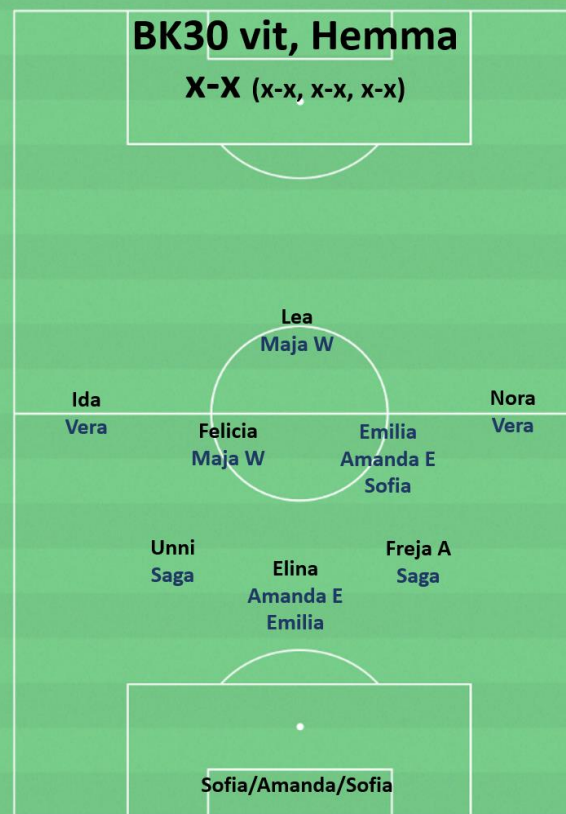 BK30 vit, Hemma
x-x (x-x, x-x, x-x)
Lea
Maja W
Ida
Vera
Nora
Vera
Felicia
Maja W
Emilia
Amanda E
Sofia
Unni
Saga
Elina
Amanda E
Emilia
Freja A
Saga
Sofia/Amanda/Sofia